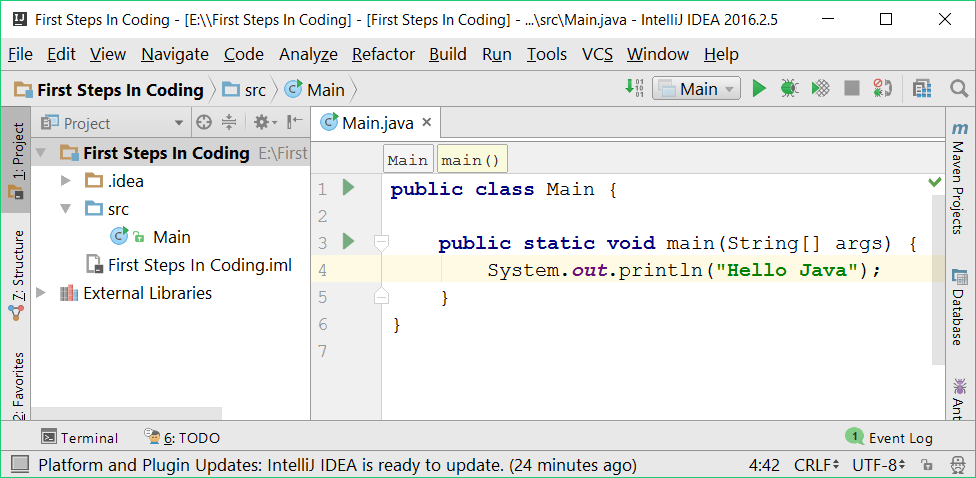 First Steps In Coding - [E:\\First Steps In Coding] - [First Steps In Coding] - ...\src\Main.java - IntelliJ IDEA 2016.2.5
File Edit View Navigate Code Analyze Refactor Build Run Tools VCS Window Help
First Steps In Coding src Main Main
1: Project
Project
Main.java
First Steps In Coding E:\First
.idea
src
Main
First Steps In Coding.iml
External Libraries
Z: Structure
2: Favorites
Main main()
1 public class Main {
2
3 public static void main(String[] args) {
4 System.out.println("Hello Java");
5 }
6 }
7
Maven Projects
Database
Ant
Terminal 6: TODO 1 Event Log
Platform and Plugin Updates: IntelliJ IDEA is ready to update. (24 minutes ago) 4:42 CRLF UTF-8